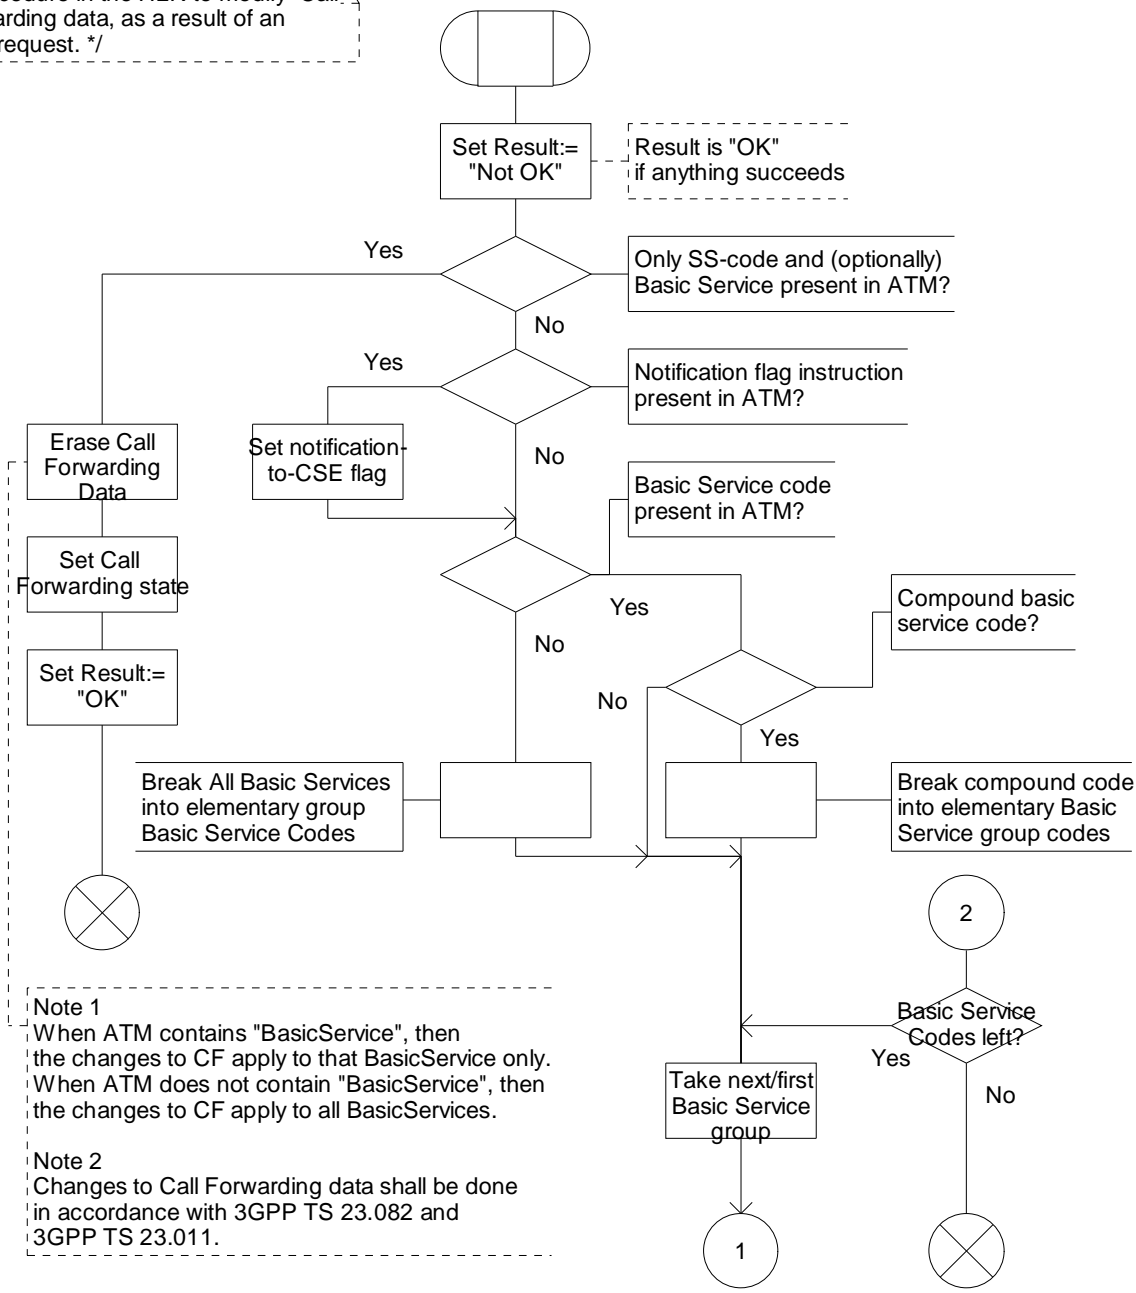 arding data, as a result of an
request. */
Set Result:=
"Not OK"
Result is "OK"
if anything succeeds
Yes
Only SS-code and (optionally)
Basic Service present in ATM?
No
Yes
Notification flag instruction
present in ATM?
Erase Call
Forwarding
Data
Set notification-
to-CSE flag
No
Basic Service code
present in ATM?
Set Call
Forwarding state
Yes
Compound basic
service code?
No
Set Result:=
"OK"
No
Yes
Break All Basic Services
into elementary group
Basic Service Codes
Break compound code
into elementary Basic
Service group codes
2
Note 1
When ATM contains "BasicService", then
the changes to CF apply to that BasicService only.
When ATM does not contain "BasicService", then
the changes to CF apply to all BasicServices.
Basic Service
Codes left?
Yes
Take next/first
Basic Service
group
No
Note 2
Changes to Call Forwarding data shall be done
in accordance with 3GPP TS 23.082 and
3GPP TS 23.011.
1